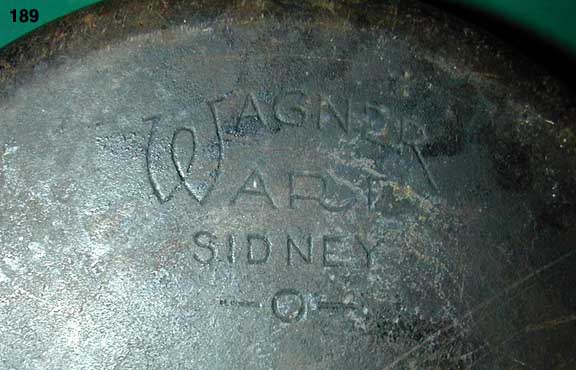 189
WAGNER
WARE
SIDNEY
-O-